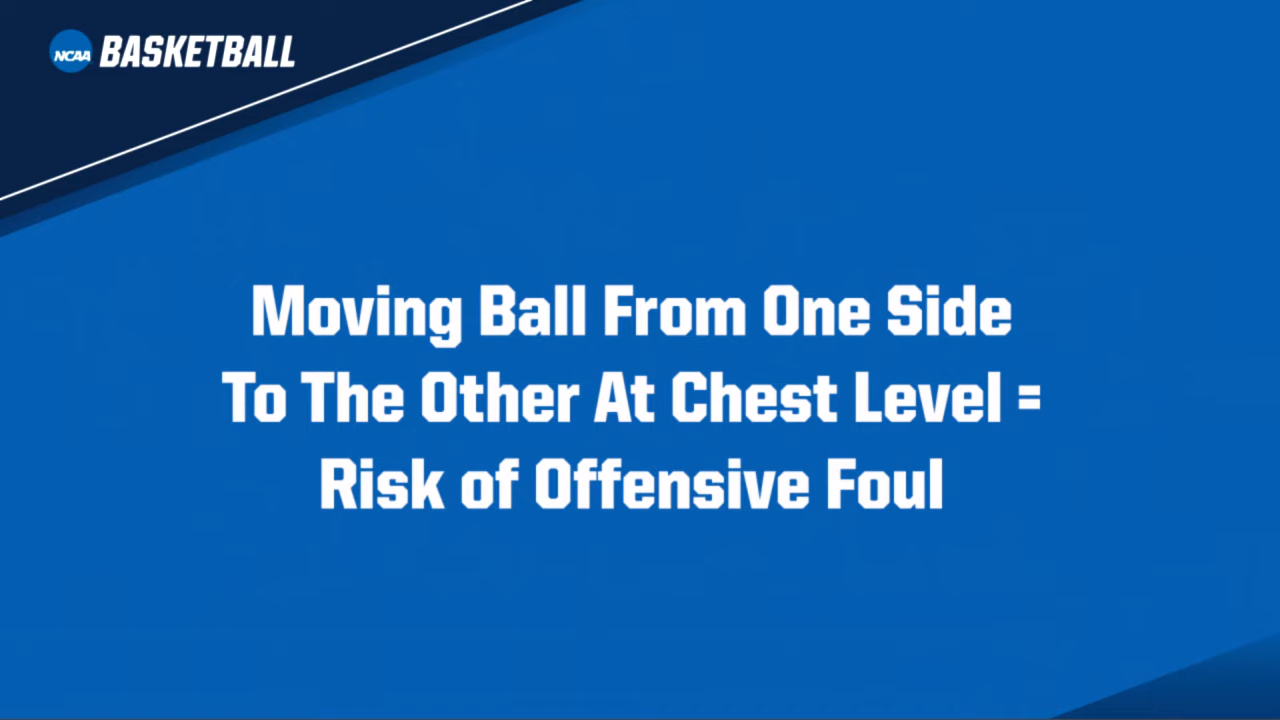 NCAA BASKETBALL
Moving Ball From One Side
To The Other At Chest Level =
Risk of Offensive Foul